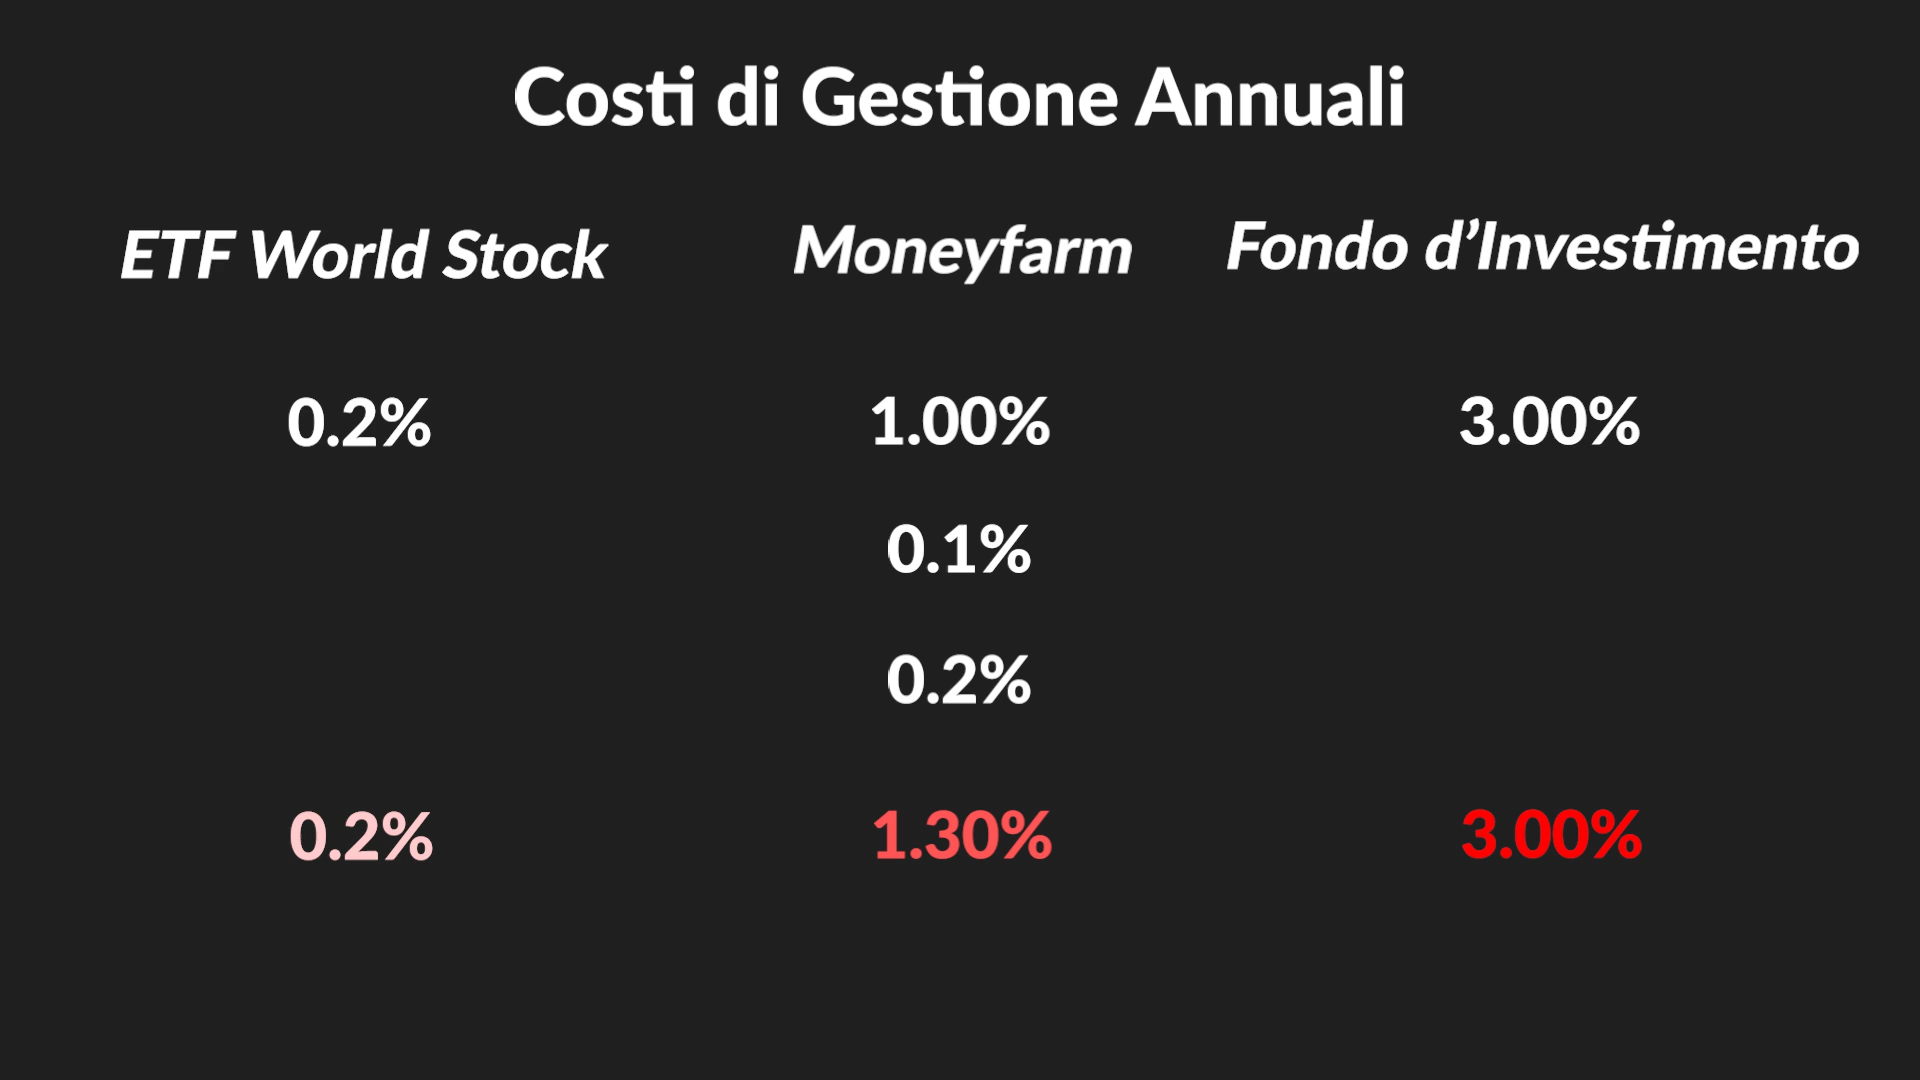 Costi di Gestione Annuali
ETF World Stock Moneyfarm Fondo d’Investimento
0.2% 1.00% 3.00%
0.1%
0.2%
0.2% 1.30% 3.00%